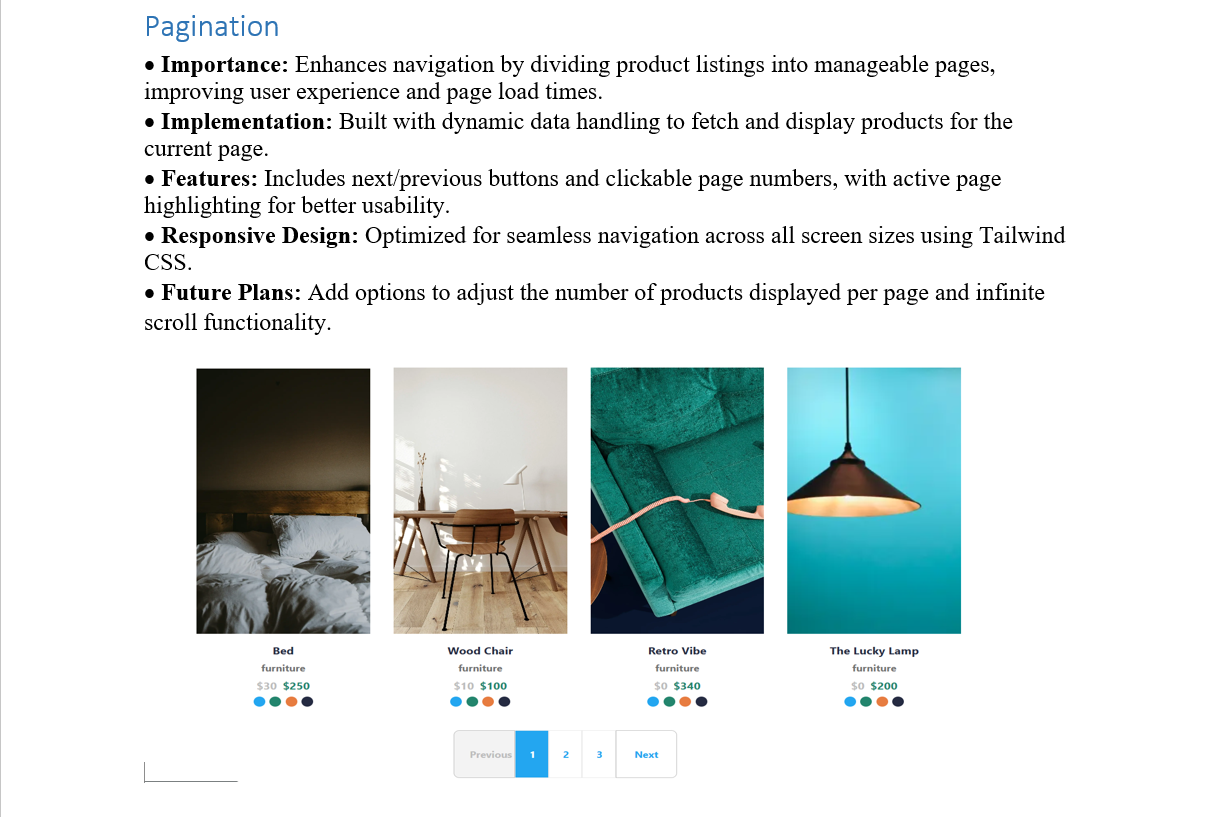 Pagination
• Importance: Enhances navigation by dividing product listings into manageable pages,
improving user experience and page load times.
• Implementation: Built with dynamic data handling to fetch and display products for the
current page.
• Features: Includes next/previous buttons and clickable page numbers, with active page
highlighting for better usability.
• Responsive Design: Optimized for seamless navigation across all screen sizes using Tailwind
CSS.
• Future Plans: Add options to adjust the number of products displayed per page and infinite
scroll functionality.
Bed Wood Chair Retro Vibe The Lucky Lamp
furniture furniture furniture furniture
$30 $250 $10 $100 $0 $340 $0 $200
Previous 1 2 3 Next